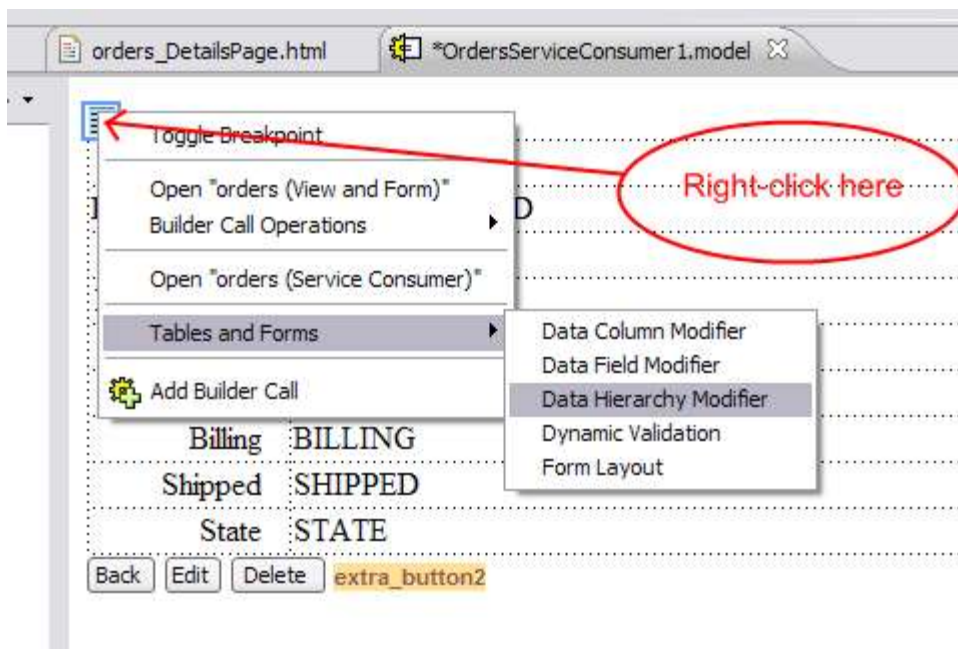 orders_DetailsPage.html
*OrdersServiceConsumer1.model
Toggle Breakpoint
Right-click here
Open "orders (View and Form)"
D
Builder Call Operations
Open "orders (Service Consumer)"
Tables and Forms
Data Column Modifier
Data Field Modifier
Add Builder Call
Data Hierarchy Modifier
Billing BILLING
Dynamic Validation
Form Layout
Shipped SHIPPED
State STATE
Back Edit Delete extra_button2